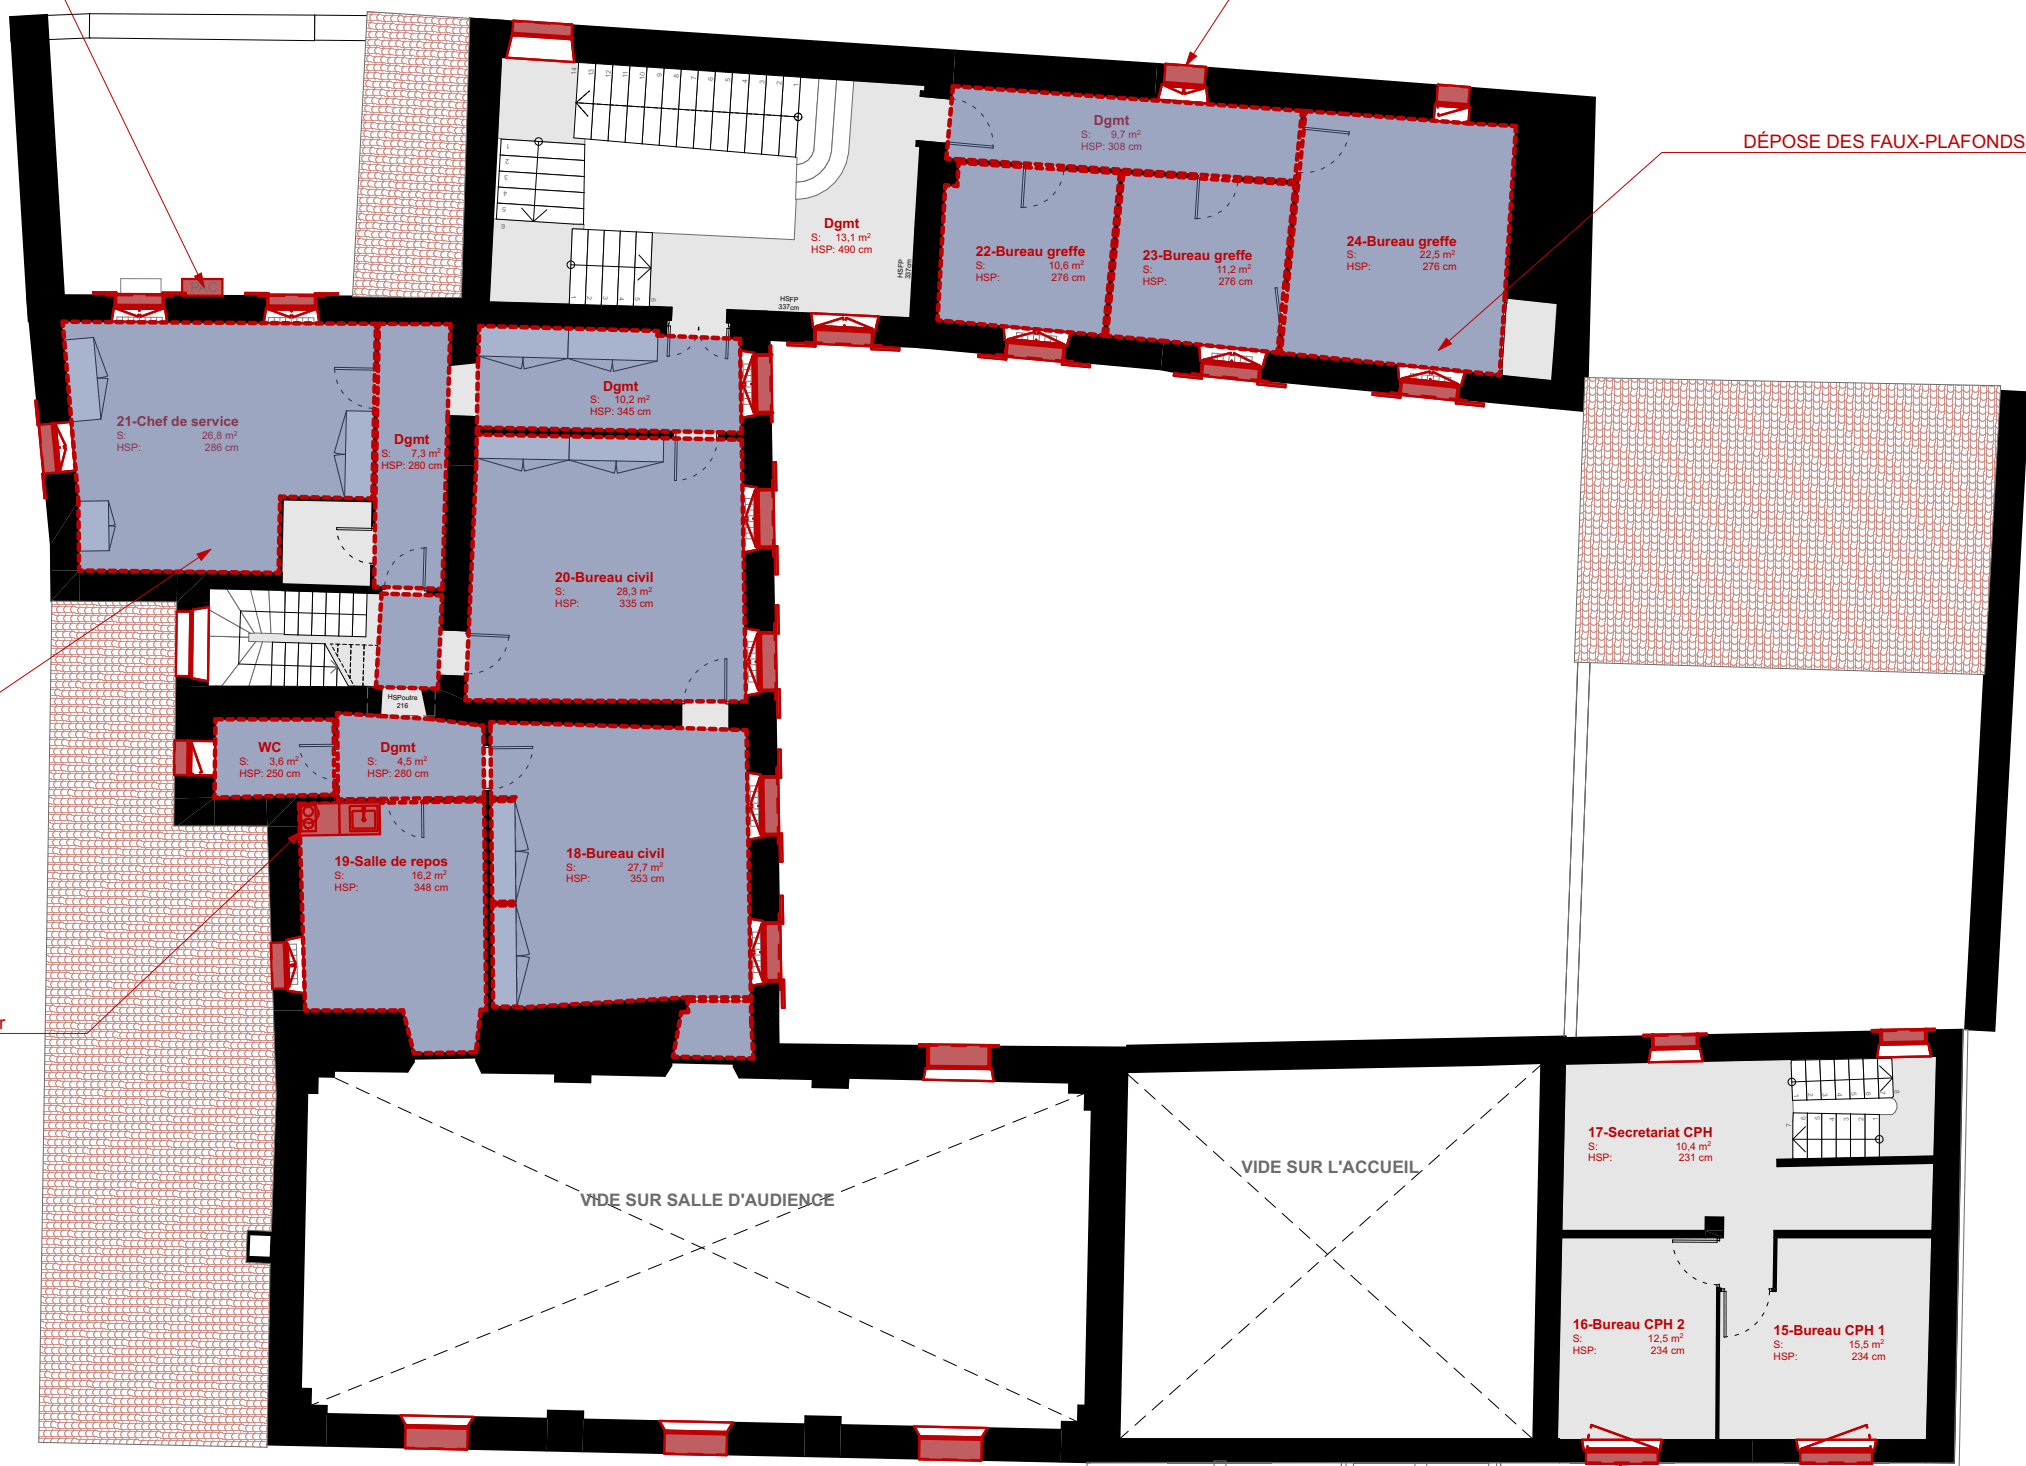 DÉPOSE DES FAUX-PLAFONDS
Dgmt
S: 9,7 m²
HSP: 308 cm
Dgmt
S: 13,1 m²
HSP: 490 cm
HSFP
337cm
HSFP
337cm
22-Bureau greffe
S: 10,6 m²
HSP: 276 cm
23-Bureau greffe
S: 11,2 m²
HSP: 276 cm
24-Bureau greffe
S: 22,5 m²
HSP: 276 cm
PAC
21-Chef de service
S: 26,8 m²
HSP: 286 cm
Dgmt
S: 7,3 m²
HSP: 280 cm
Dgmt
S: 10,2 m²
HSP: 345 cm
20-Bureau civil
S: 28,3 m²
HSP: 335 cm
HSPoutre
216
WC
S: 3,6 m²
HSP: 250 cm
Dgmt
S: 4,5 m²
HSP: 280 cm
19-Salle de repos
S: 16,2 m²
HSP: 348 cm
18-Bureau civil
S: 27,7 m²
HSP: 353 cm
r
VIDE SUR SALLE D'AUDIENCE
VIDE SUR L'ACCUEIL
17-Secretariat CPH
S: 10,4 m²
HSP: 231 cm
16-Bureau CPH 2
S: 12,5 m²
HSP: 234 cm
15-Bureau CPH 1
S: 15,5 m²
HSP: 234 cm